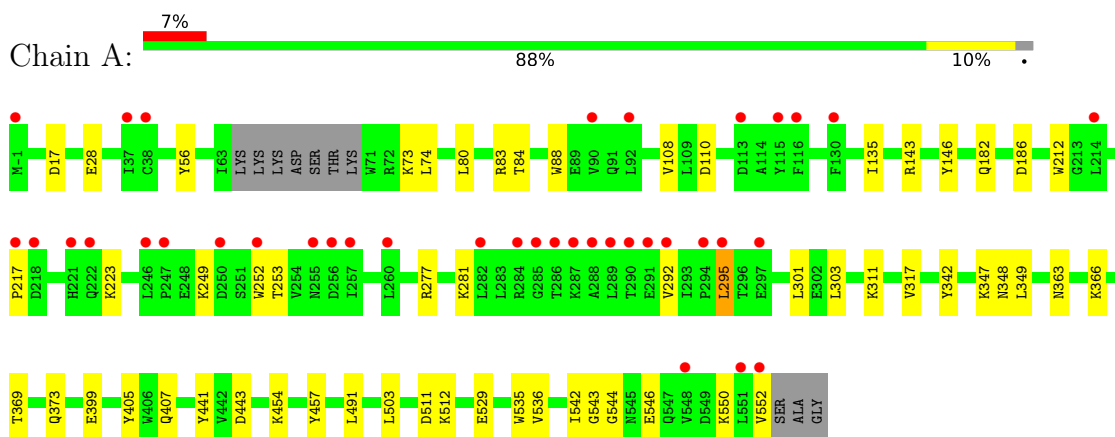 7%
Chain A:
88% 10% •
M-1 D17 E28 I37 C38 Y56 I63 LYS LYS LYS ASP SER THR LYS W71 R72 K73 L74 L80 R83 T84 W88 E89 V90 Q91 L92 V108 L109 D110 D113 A114 Y115 F116 F130 I135 R143 Y146 Q182 D186 W212 G213 L214
P217 D218 H221 Q222 K223 L246 P247 E248 K249 D250 S251 W252 T253 V254 N255 D256 I257 L260 R277 K281 L282 L283 R284 G285 T286 K287 A288 L289 T290 E291 V292 I293 P294 L295 T296 E297 L301 E302 L303 K311 V317 Y342 K347 N348 L349 N363 K366
T369 Q373 E399 Y405 W406 Q407 Y441 V442 D443 K454 Y457 L491 L503 D511 K512 E529 W535 V536 I542 G543 G544 N545 E546 Q547 V548 D549 K550 L551 V552 SER ALA GLY